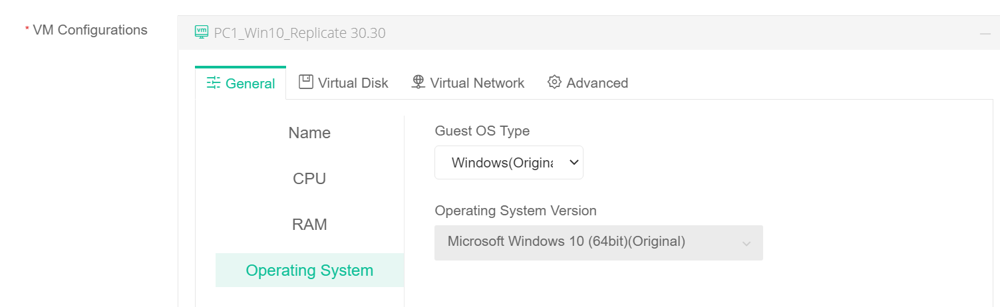 * VM Configurations
vm PC1_Win10_Replicate 30.30
General Virtual Disk Virtual Network Advanced
Name
CPU
RAM
Operating System
Guest OS Type
Windows(Origina
Operating System Version
Microsoft Windows 10 (64bit)(Original)